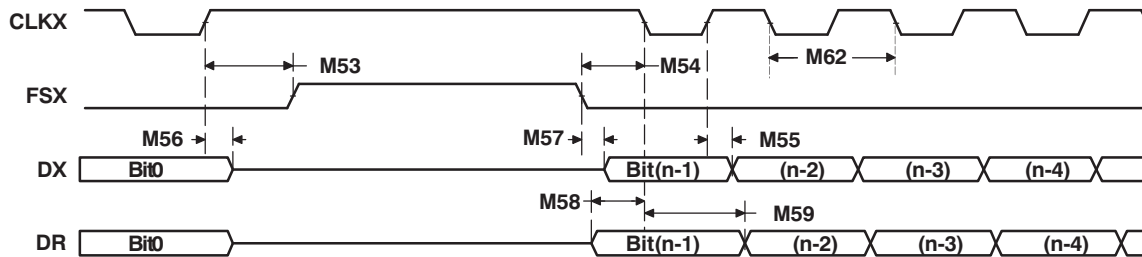 CLKX
M53 M54 M62
FSX
M56 M57 M55
DX Bit0 Bit(n-1) (n-2) (n-3) (n-4)
M58 M59
DR Bit0 Bit(n-1) (n-2) (n-3) (n-4)